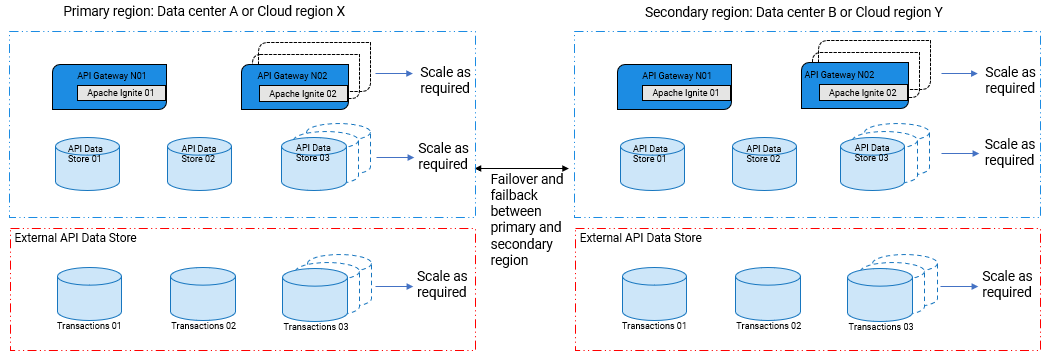 Primary region: Data center A or Cloud region X
API Gateway N01
Apache Ignite 01
API Gateway N02
Apache Ignite 02
Scale as
required
API Data
Store 01
API Data
Store 02
API Data
Store 03
Scale as
required
External API Data Store
Transactions 01
Transactions 02
Transactions 03
Scale as
required
Failover and
failback
between
primary and
secondary
region
Secondary region: Data center B or Cloud region Y
API Gateway N01
Apache Ignite 01
API Gateway N02
Apache Ignite 02
Scale as
required
API Data
Store 01
API Data
Store 02
API Data
Store 03
Scale as
required
External API Data Store
Transactions 01
Transactions 02
Transactions 03
Scale as
required